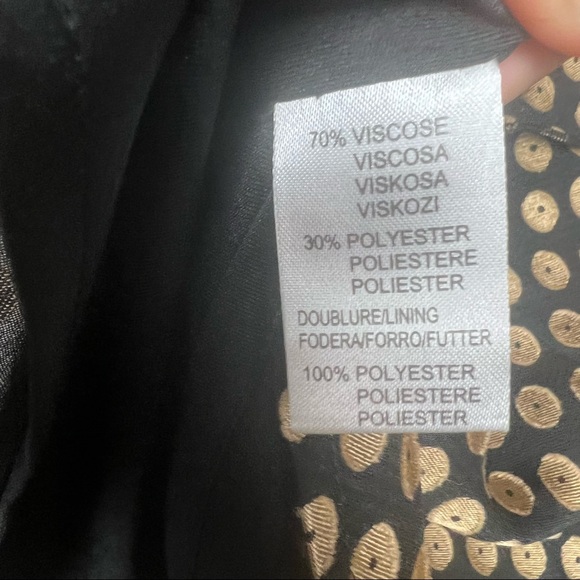 70% VISCOSE
VISCOSA
VISKOSA
VISKOZI
30% POLYESTER
POLIESTERE
POLIESTER
DOUBLURE/LINING
FODERA/FORRO/FUTTER
100% POLYESTER
POLIESTERE
POLIESTER